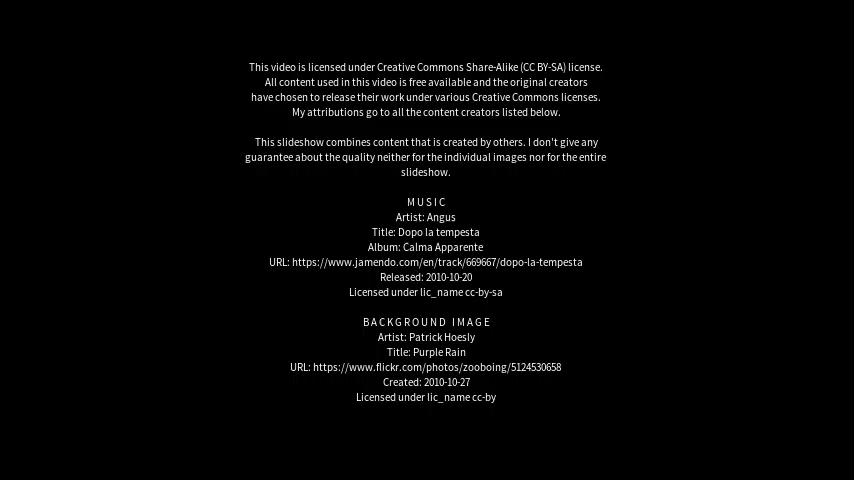 This video is licensed under Creative Commons Share-Alike (CC BY-SA) license.
All content used in this video is free available and the original creators
have chosen to release their work under various Creative Commons licenses.
My attributions go to all the content creators listed below.
This slideshow combines content that is created by others. I don't give any
guarantee about the quality neither for the individual images nor for the entire
slideshow.
M U S I C
Artist: Angus
Title: Dopo la tempesta
Album: Calma Apparente
URL: https://www.jamendo.com/en/track/669667/dopo-la-tempesta
Released: 2010-10-20
Licensed under lic_name cc-by-sa
B A C K G R O U N D   I M A G E
Artist: Patrick Hoesly
Title: Purple Rain
URL: https://www.flickr.com/photos/zooboing/5124530658
Created: 2010-10-27
Licensed under lic_name cc-by